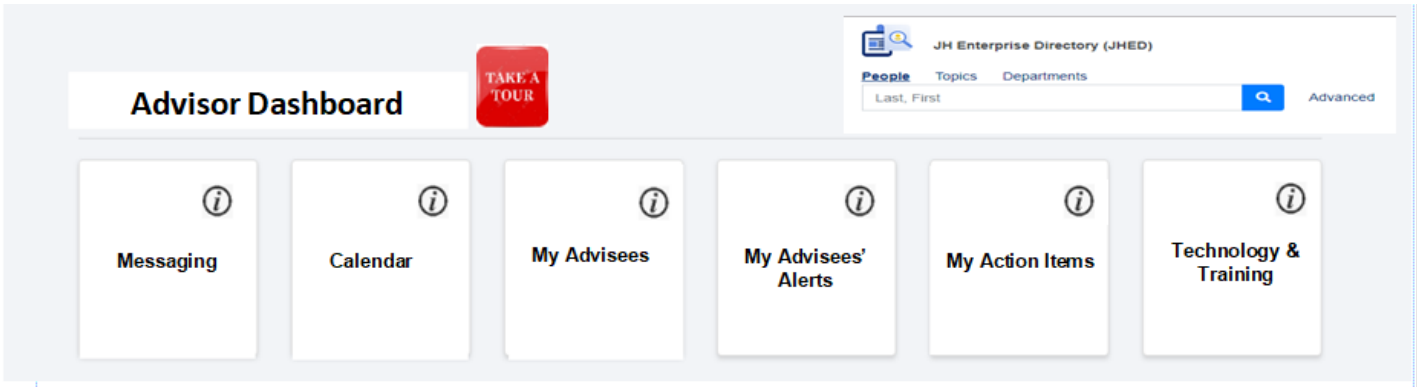 JH Enterprise Directory (JHED)
People Topics Departments
Last, First
Advanced
TAKE A
TOUR
Advisor Dashboard
i
Messaging
i
Calendar
i
My Advisees
i
My Advisees’
Alerts
i
My Action Items
i
Technology &
Training